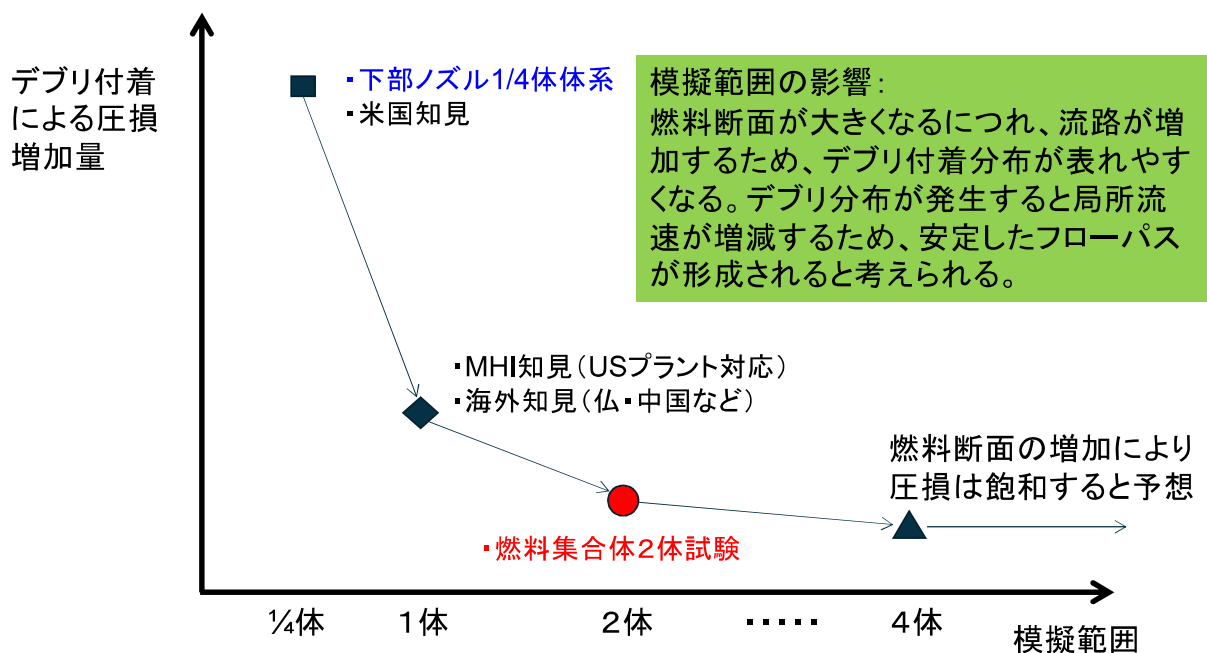 デブリ付着
による圧損
増加量
・下部ノズル1/4体体系
・米国知見
模擬範囲の影響：
燃料断面が大きくなるにつれ、流路が増
加するため、デブリ付着分布が表れやす
くなる。デブリ分布が発生すると局所流
速が増減するため、安定したフローパス
が形成されると考えられる。
・MHI知見（USプラント対応）
・海外知見（仏・中国など）
燃料断面の増加により
圧損は飽和すると予想
・燃料集合体２体試験
¼体
１体
２体
・・・・・
４体
模擬範囲